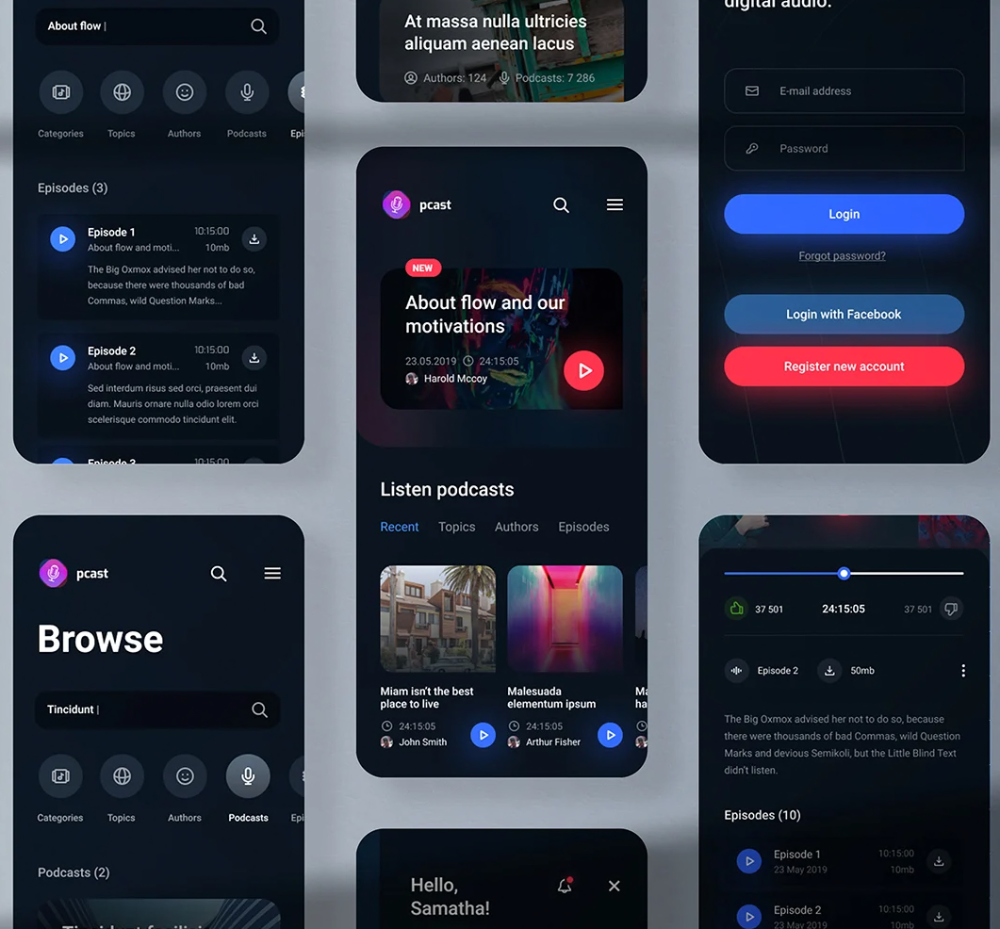 About flow
Categories
Topics
Authors
Podcasts
Epi
Episodes (3)
Episode 1
10:15:00
About flow and moti...
10mb
The Big Oxmox advised her not to do so,
because there were thousands of bad
Commas, wild Question Marks...
Episode 2
10:15:00
About flow and moti...
10mb
Sed interdum risus sed orci, praesent dui
diam. Mauris ornare nulla odio lorem orci
scelerisque commodo tincidunt elit.
Episode 3
10:15:00
pcast
Browse
Tincidunt
Categories
Topics
Authors
Podcasts
Epi
Podcasts (2)
At massa nulla ultricies
aliquam aenean lacus
Authors: 124
Podcasts: 7 286
pcast
NEW
About flow and our
motivations
23.05.2019
24:15:05
Harold Mccoy
Listen podcasts
Recent
Topics
Authors
Episodes
Miam isn't the best
place to live
24:15:05
John Smith
Malesuada
elementum ipsum
24:15:05
Arthur Fisher
Ma
ha
Hello,
Samatha!
digital audio.
E-mail address
Password
Login
Forgot password?
Login with Facebook
Register new account
37 501
24:15:05
37 501
Episode 2
50mb
The Big Oxmox advised her not to do so, because
there were thousands of bad Commas, wild Question
Marks and devious Semikoli, but the Little Blind Text
didn't listen.
Episodes (10)
Episode 1
10:15:00
23 May 2019
10mb
Episode 2
10:15:00
23 May 2019
10mb